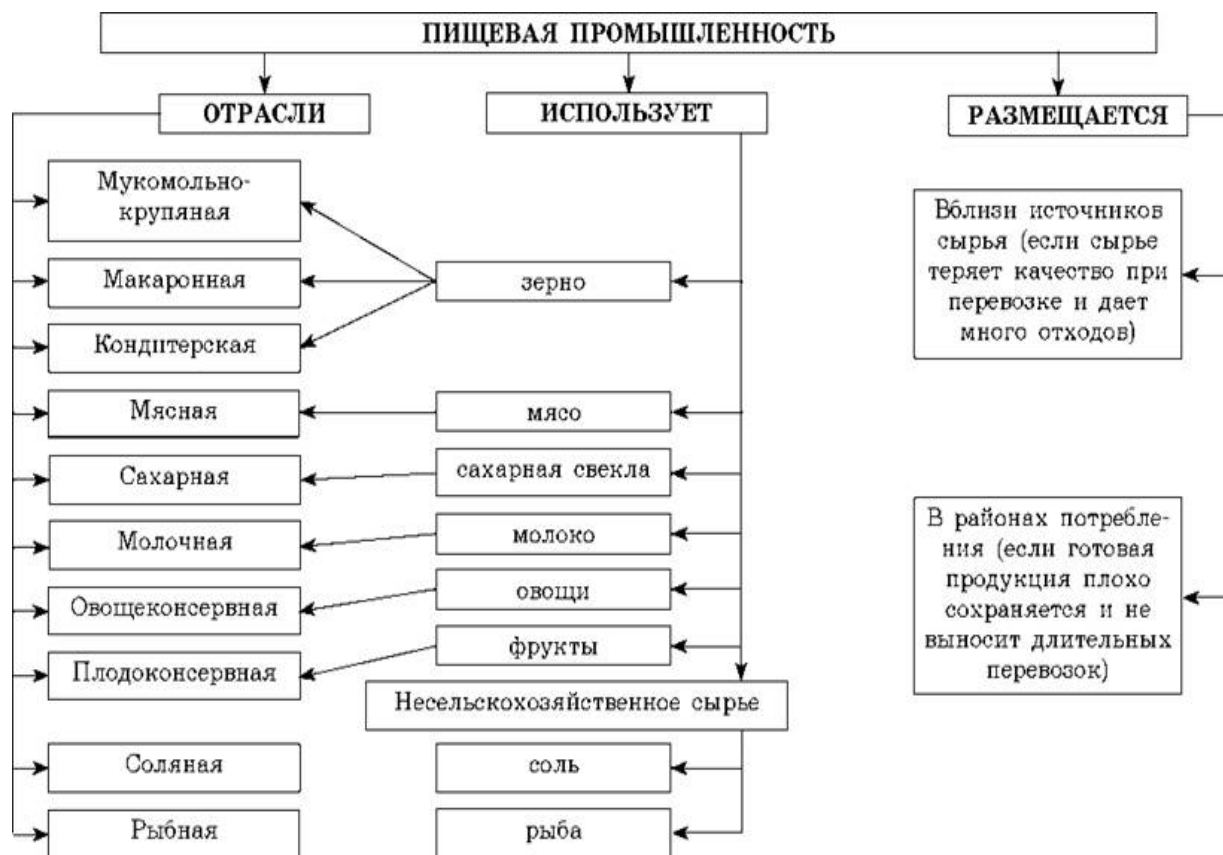 ПИЩЕВАЯ ПРОМЫШЛЕННОСТЬ
ОТРАСЛИ
ИСПОЛЬЗУЕТ
РАЗМЕЩАЕТСЯ
Мукомольно-
крупяная
Макаронная
Кондитерская
Мясная
Сахарная
Молочная
Овощеконсервная
Плодоконсервная
Соляная
Рыбная
зерно
мясо
сахарная свекла
молоко
овощи
фрукты
Несельскохозяйственное сырье
соль
рыба
Вблизи источников
сырья (если сырье
теряет качество при
перевозке и дает
много отходов)
В районах потребле-
ния (если готовая
продукция плохо
сохраняется и не
выносит длительных
перевозок)